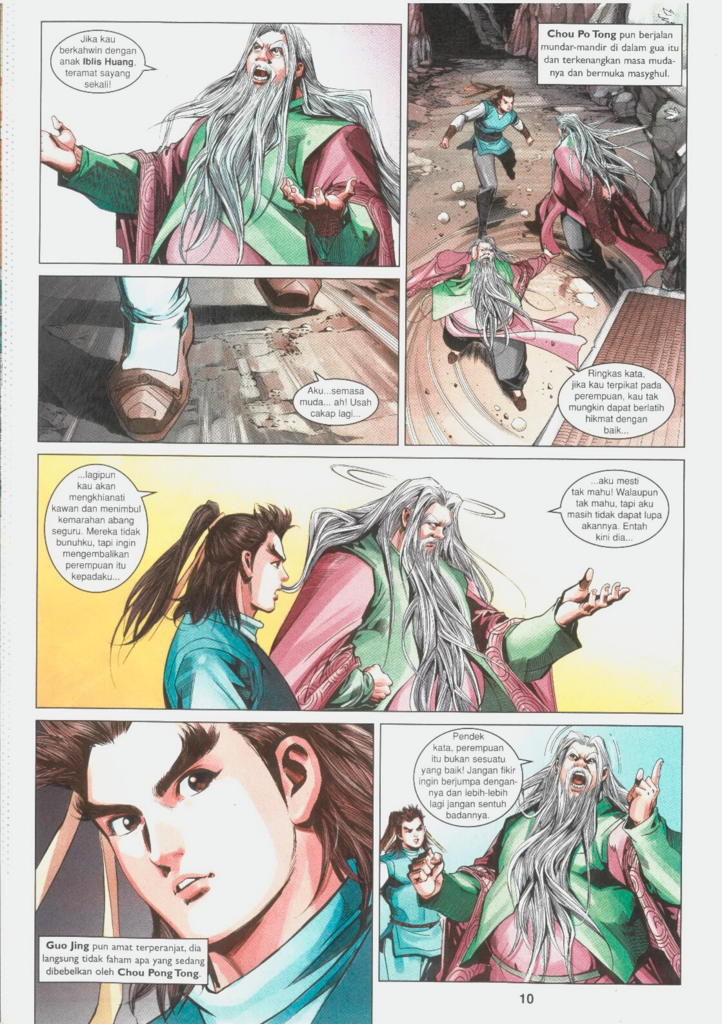 Jika kau
berkahwin dengan
anak Iblis Huang,
teramat sayang
sekali!
Chou Po Tong pun berjalan
mundar-mandir di dalam gua itu
dan terkenangkan masa muda-
nya dan bermuka masyghul.
Aku...semasa
muda... ah! Usah
cakap lagi...
Ringkas kata,
jika kau terpikat pada
perempuan, kau tak
mungkin dapat berlatih
hikmat dengan
baik...
...lagipun
kau akan
mengkhianati
kawan dan menimbul
kemarahan abang
seguru. Mereka tidak
bunuhku, tapi ingin
mengembalikan
perempuan itu
kepadaku...
...aku mesti
tak mahu! Walaupun
tak mahu, tapi aku
masih tidak dapat lupa
akannya. Entah
kini dia...
Guo Jing pun amat terperanjat, dia
langsung tidak faham apa yang sedang
dibebelkan oleh Chou Pong Tong.
Pendek
kata, perempuan
itu bukan sesuatu
yang baik! Jangan fikir
ingin berjumpa dengan-
nya dan lebih-lebih
lagi jangan sentuh
badannya.
10